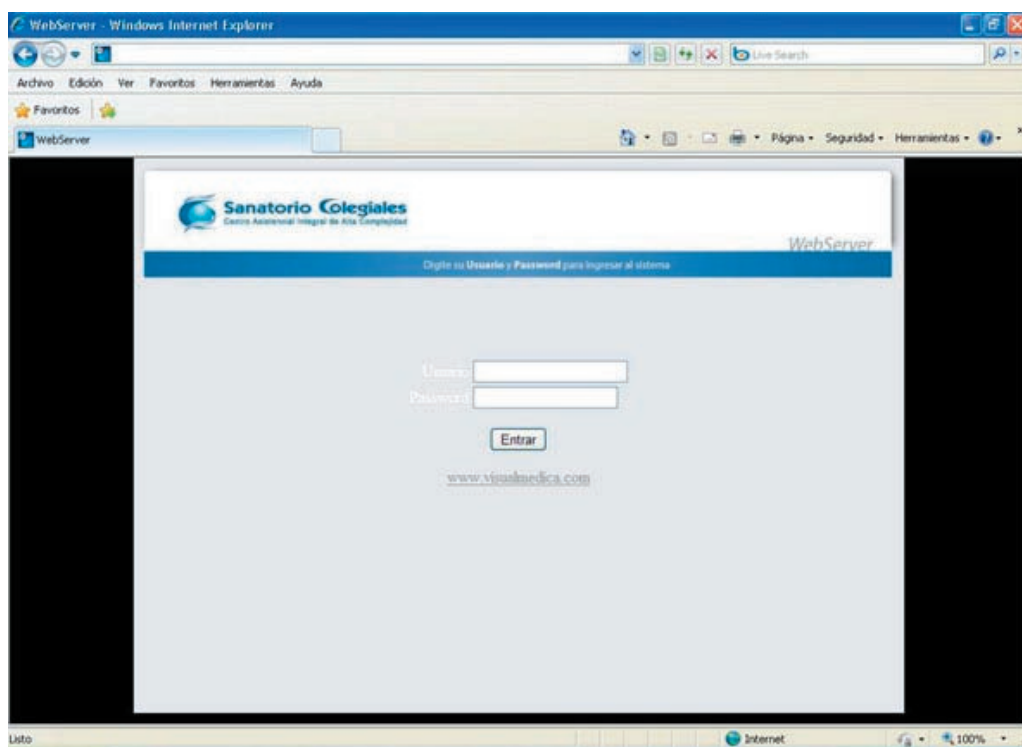 WebServer - Windows Internet Explorer
Live Search
Archivo Edición Ver Favoritos Herramientas Ayuda
Favoritos
WebServer
Página Seguridad Herramientas
Sanatorio Colegiales
Centro Asistencial Integral de Alta Complejidad
WebServer
Digite su Usuario y Password para ingresar al sistema
Usuario
Password
Entrar
www.visualmedica.com
Listo Internet 100%